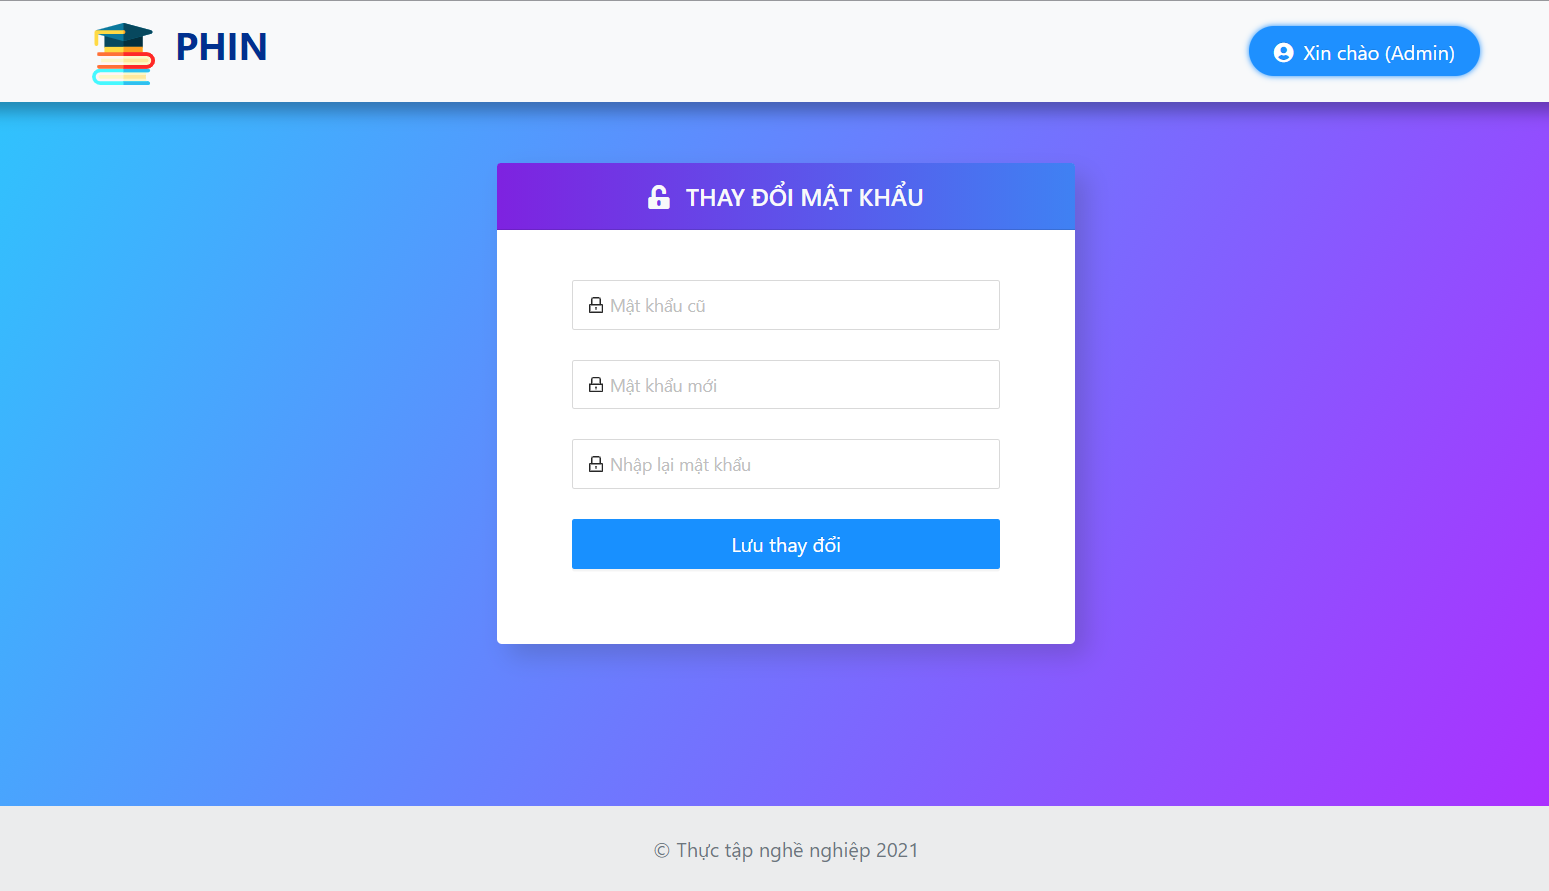 PHIN
Xin chào (Admin)
THAY ĐỔI MẬT KHẨU
Mật khẩu cũ
Mật khẩu mới
Nhập lại mật khẩu
Lưu thay đổi
© Thực tập nghề nghiệp 2021